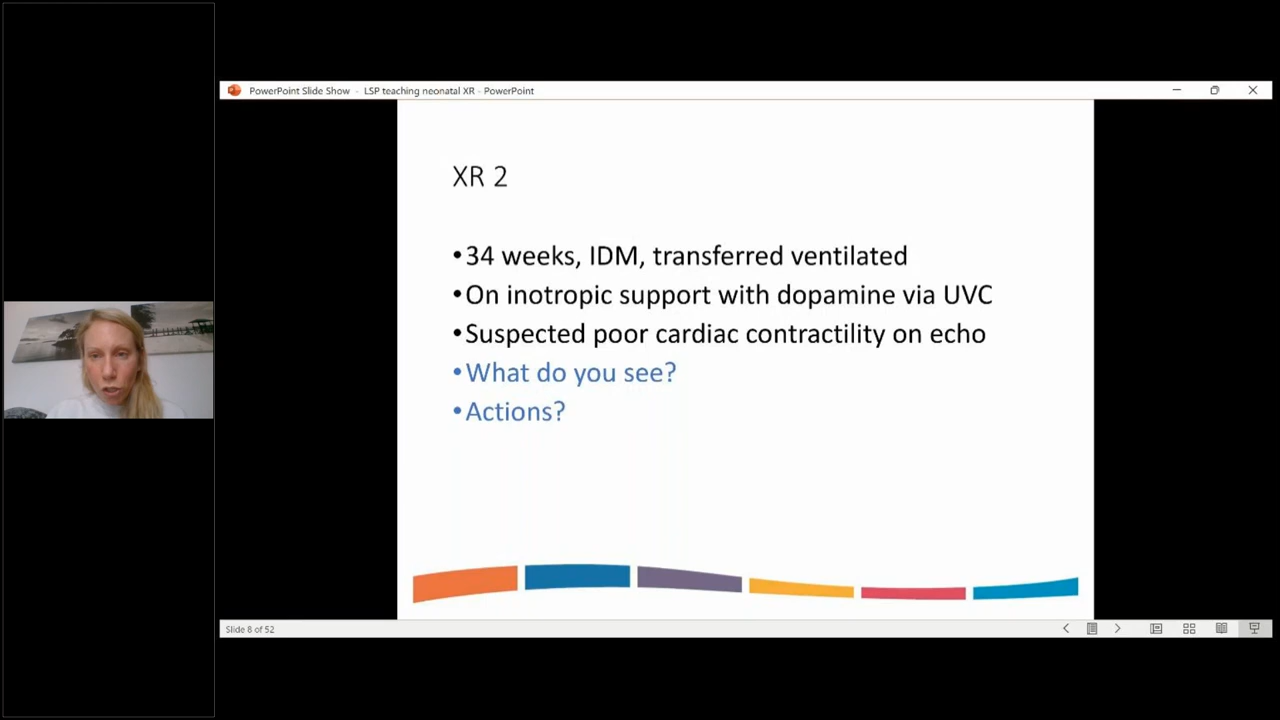 PowerPoint Slide Show - LSP teaching neonatal XR - PowerPoint
XR 2
•34 weeks, IDM, transferred ventilated
•On inotropic support with dopamine via UVC
•Suspected poor cardiac contractility on echo
•What do you see?
•Actions?
Slide 8 of 52